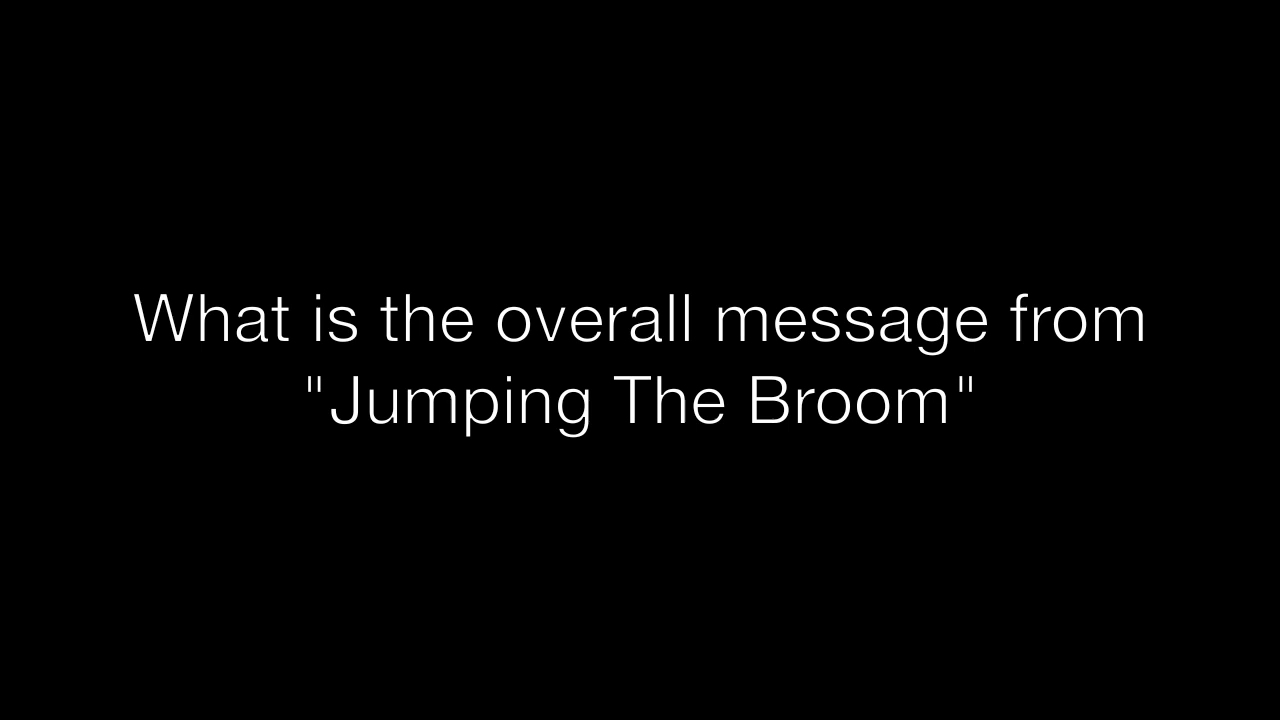 What is the overall message from
"Jumping The Broom"